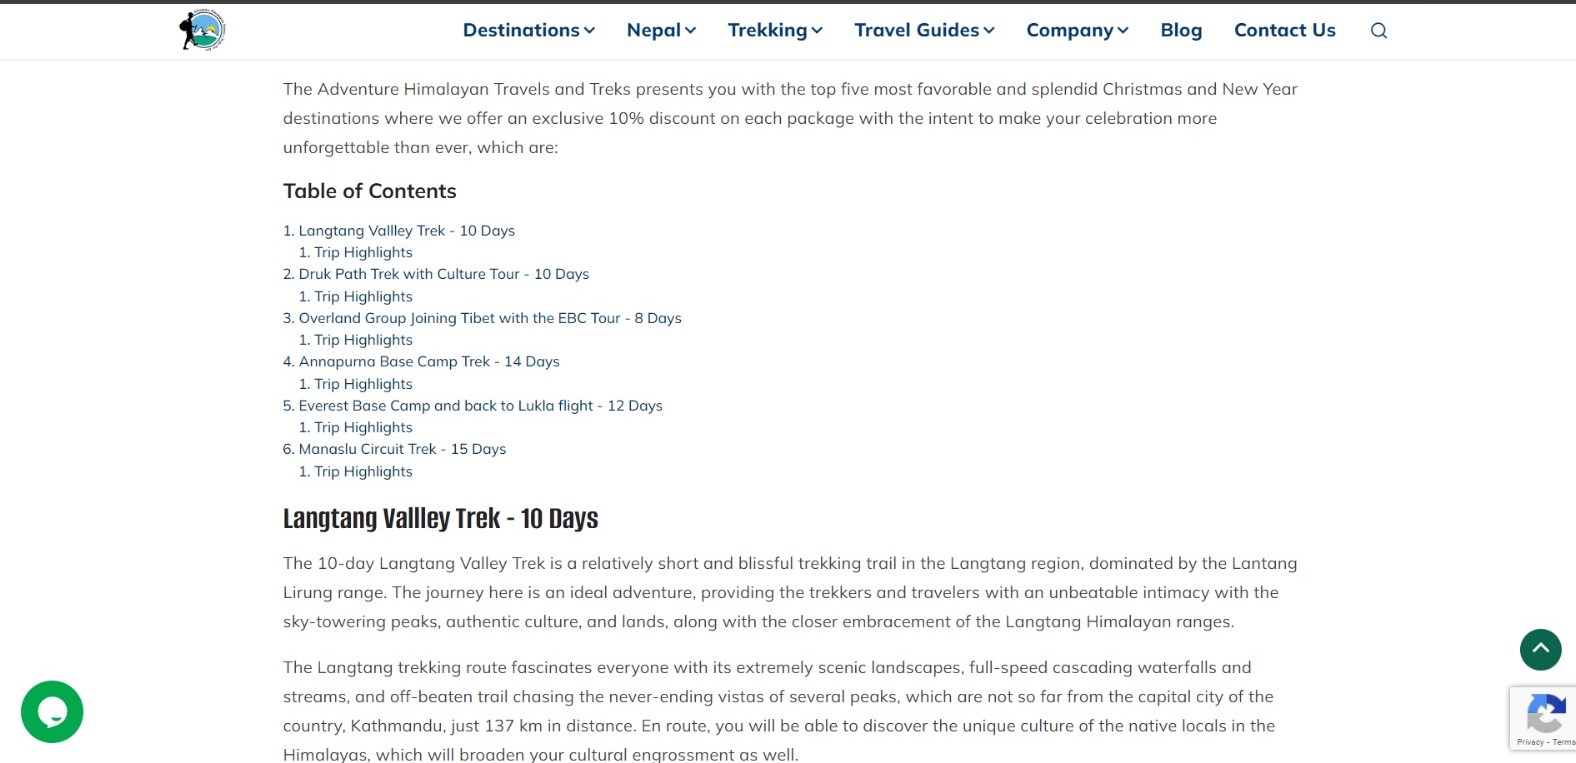 Destinations Nepal Trekking Travel Guides Company Blog Contact Us
The Adventure Himalayan Travels and Treks presents you with the top five most favorable and splendid Christmas and New Year
destinations where we offer an exclusive 10% discount on each package with the intent to make your celebration more
unforgettable than ever, which are:
Table of Contents
1. Langtang Vallley Trek - 10 Days
1. Trip Highlights
2. Druk Path Trek with Culture Tour - 10 Days
1. Trip Highlights
3. Overland Group Joining Tibet with the EBC Tour - 8 Days
1. Trip Highlights
4. Annapurna Base Camp Trek - 14 Days
1. Trip Highlights
5. Everest Base Camp and back to Lukla flight - 12 Days
1. Trip Highlights
6. Manaslu Circuit Trek - 15 Days
1. Trip Highlights
Langtang Vallley Trek - 10 Days
The 10-day Langtang Valley Trek is a relatively short and blissful trekking trail in the Langtang region, dominated by the Lantang
Lirung range. The journey here is an ideal adventure, providing the trekkers and travelers with an unbeatable intimacy with the
sky-towering peaks, authentic culture, and lands, along with the closer embracement of the Langtang Himalayan ranges.
The Langtang trekking route fascinates everyone with its extremely scenic landscapes, full-speed cascading waterfalls and
streams, and off-beaten trail chasing the never-ending vistas of several peaks, which are not so far from the capital city of the
country, Kathmandu, just 137 km in distance. En route, you will be able to discover the unique culture of the native locals in the
Himalayas, which will broaden your cultural engrossment as well.
Privacy - Terms